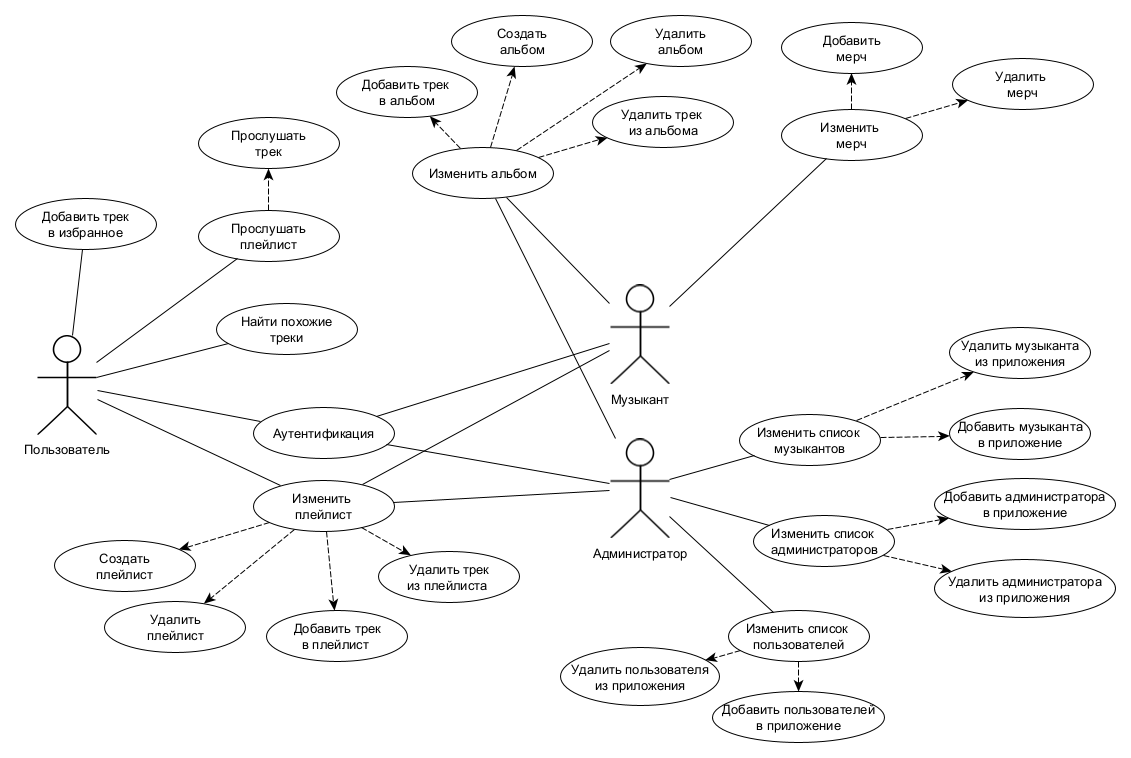 Создать
альбом
Удалить
альбом
Добавить
мерч
Удалить
мерч
Добавить трек
в альбом
Удалить трек
из альбома
Изменить
мерч
Прослушать
трек
Изменить альбом
Добавить трек
в избранное
Прослушать
плейлист
Найти похожие
треки
Пользователь
Музыкант
Удалить музыканта
из приложения
Аутентификация
Изменить список
музыкантов
Добавить музыканта
в приложение
Изменить
плейлист
Администратор
Изменить список
администраторов
Добавить администратора
в приложение
Создать
плейлист
Удалить трек
из плейлиста
Удалить администратора
из приложения
Удалить
плейлист
Добавить трек
в плейлист
Изменить список
пользователей
Удалить пользователя
из приложения
Добавить пользователей
в приложение